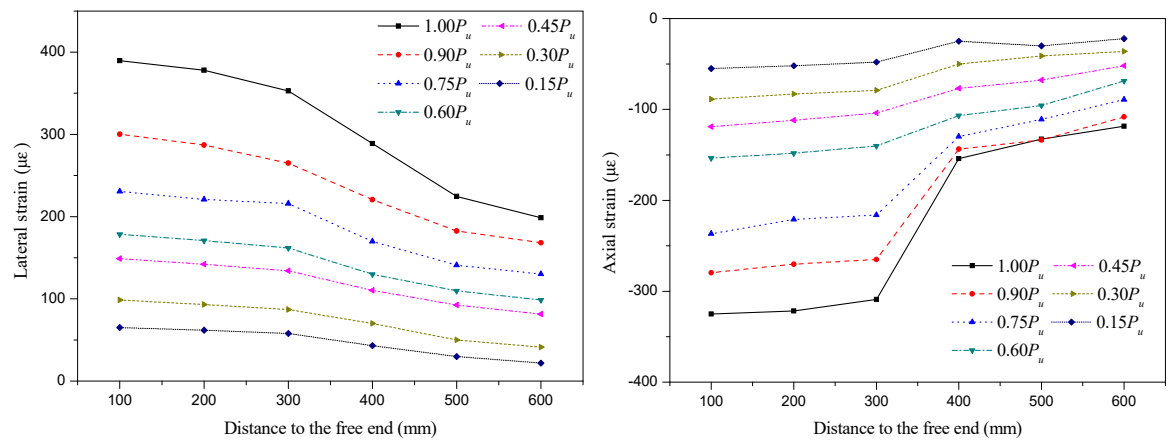 400
300
200
100
0
Lateral strain (με)
1.00Pu 0.45Pu
0.90Pu 0.30Pu
0.75Pu 0.15Pu
0.60Pu
100 200 300 400 500 600
Distance to the free end (mm)
0
-100
-200
-300
-400
Axial strain (με)
1.00Pu 0.45Pu
0.90Pu 0.30Pu
0.75Pu 0.15Pu
0.60Pu
100 200 300 400 500 600
Distance to the free end (mm)